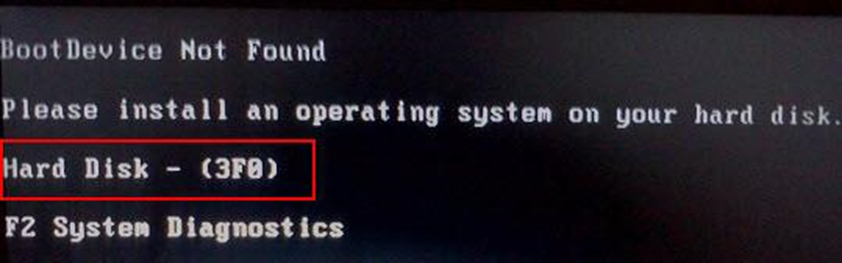 BootDevice Not Found
Please install an operating system on your hard disk.
Hard Disk - (3F0)
F2 System Diagnostics